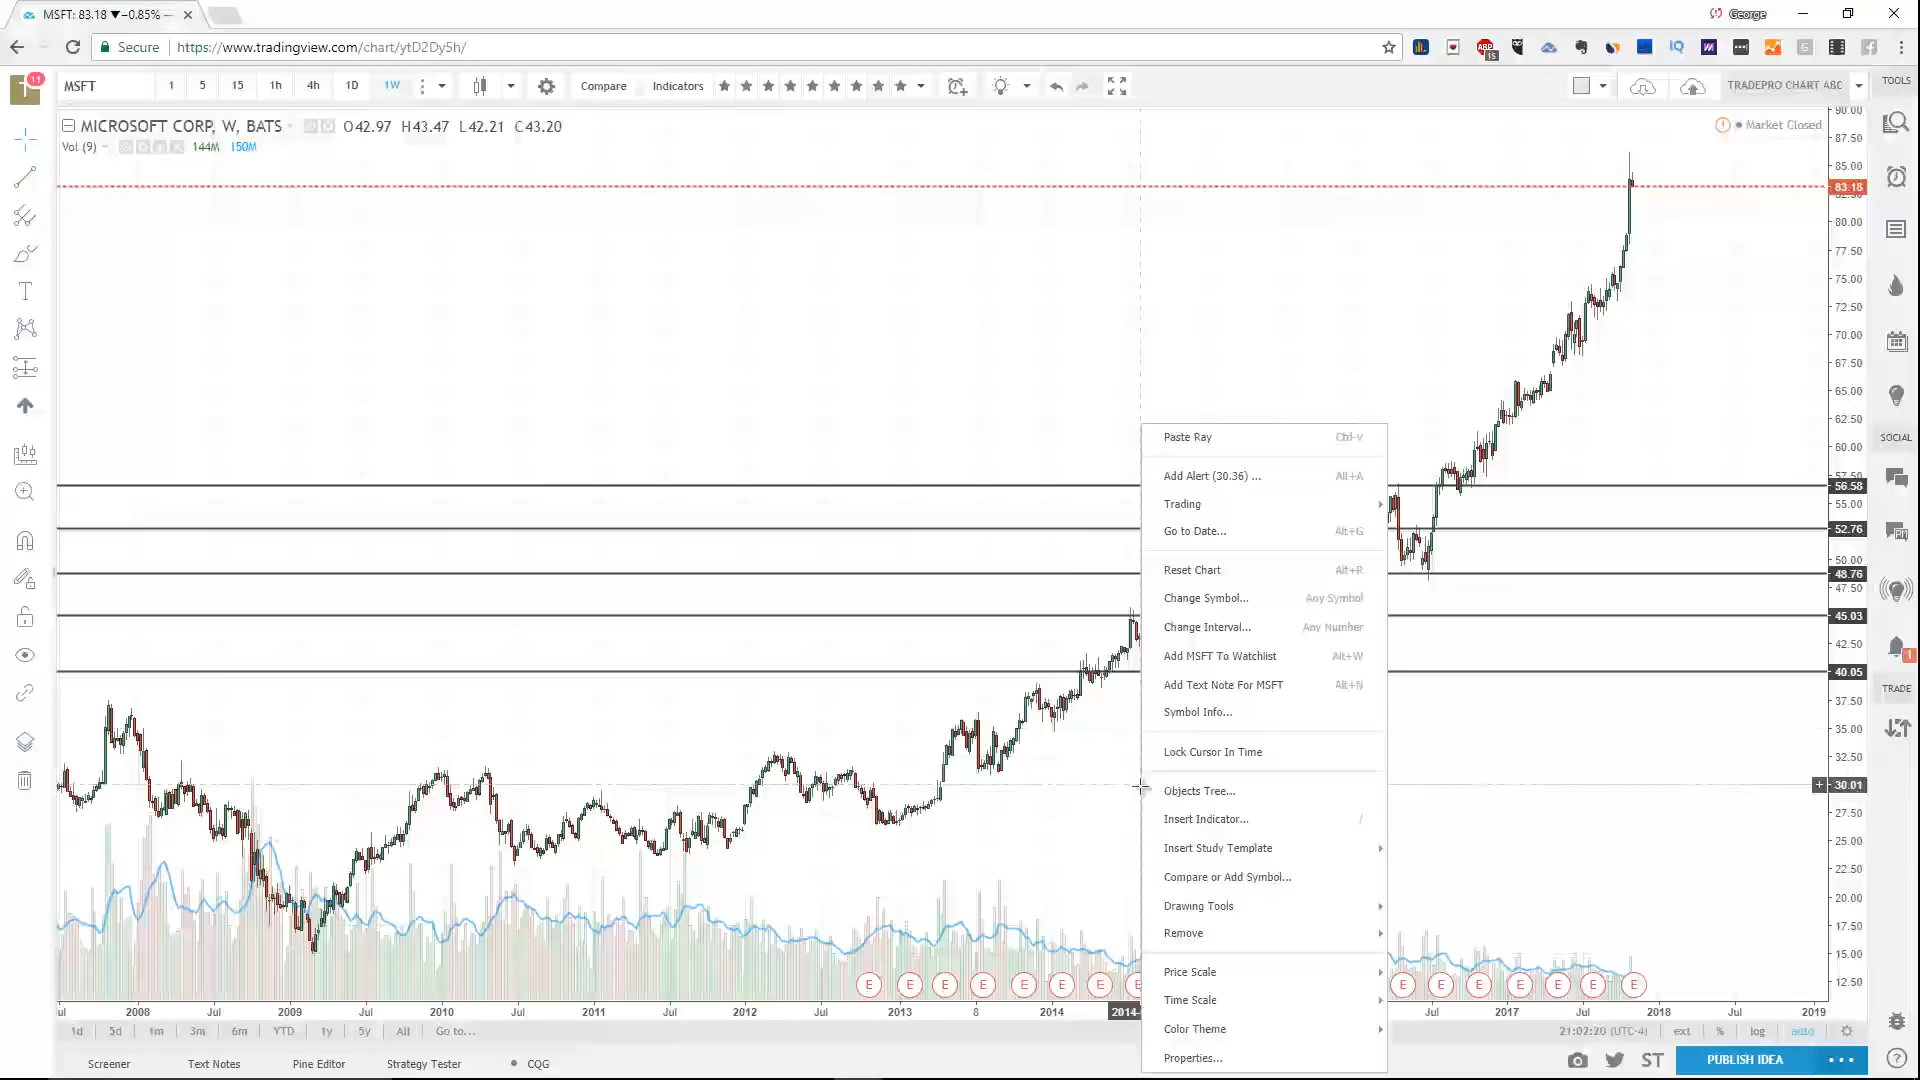 MSFT: 83.18 ▼−0.85% —
George
Secure
https://www.tradingview.com/chart/ytD2Dy5h/
ABP
15
IQ
11
T
MSFT
1
5
15
1h
4h
1D
1W
Compare
Indicators
TRADEPRO CHART ABC
TOOLS
MICROSOFT CORP, W, BATS
O42.97 H43.47 L42.21 C43.20
Market Closed
Vol (9)
144M
150M
90.00
87.50
85.00
83.18
80.00
77.50
75.00
72.50
70.00
67.50
65.00
62.50
60.00
57.50
56.58
55.00
52.76
50.00
48.76
47.50
45.03
42.50
40.05
37.50
35.00
32.50
30.01
27.50
25.00
22.50
20.00
17.50
15.00
12.50
SOCIAL
1
TRADE
Paste Ray Ctrl-V
Add Alert (30.36) ... Alt+A
Trading
Go to Date... Alt+G
Reset Chart Alt+R
Change Symbol... Any Symbol
Change Interval... Any Number
Add MSFT To Watchlist Alt+W
Add Text Note For MSFT Alt+N
Symbol Info...
Lock Cursor In Time
Objects Tree...
Insert Indicator... /
Insert Study Template
Compare or Add Symbol...
Drawing Tools
Remove
Price Scale
Time Scale
Color Theme
Properties...
E E E E E E E E E E E E E E E
ul 2008 Jul 2009 Jul 2010 Jul 2011 Jul 2012 Jul 2013 8 2014 2014- Jul 2017 Jul 2018 Jul 2019
1d 5d 1m 3m 6m YTD 1y 5y All Go to...
21:02:20 (UTC-4) ext % log auto
Screener Text Notes Pine Editor Strategy Tester CQG
ST
PUBLISH IDEA